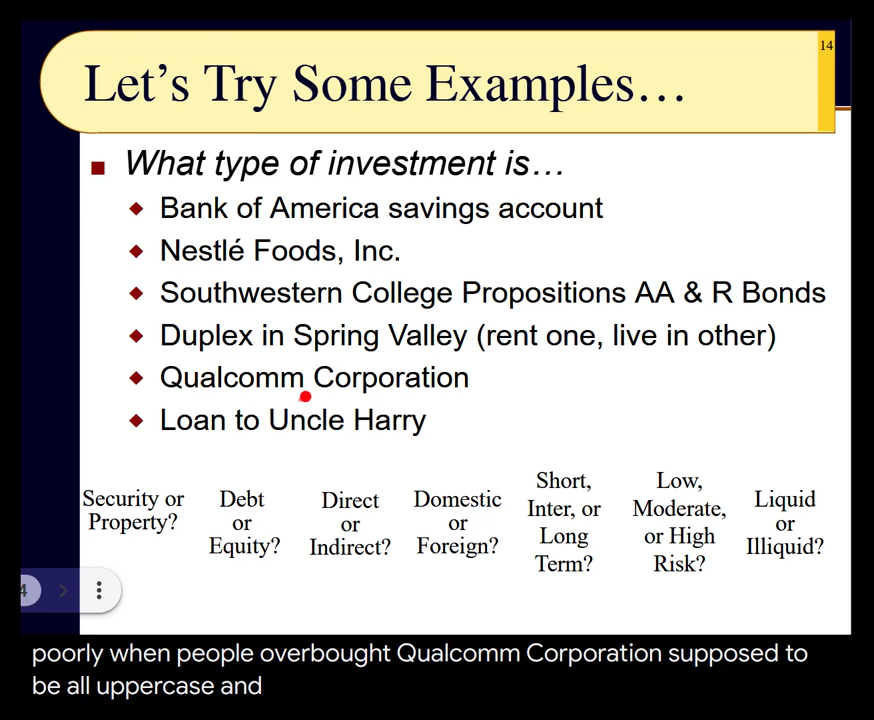 14
Let's Try Some Examples…
What type of investment is…
Bank of America savings account
Nestlé Foods, Inc.
Southwestern College Propositions AA & R Bonds
Duplex in Spring Valley (rent one, live in other)
Qualcomm Corporation
Loan to Uncle Harry
Security or
Property?
Debt
or
Equity?
Direct
or
Indirect?
Domestic
or
Foreign?
Short,
Inter, or
Long
Term?
Low,
Moderate,
or High
Risk?
Liquid
or
Illiquid?
4
poorly when people overbought Qualcomm Corporation supposed to
be all uppercase and